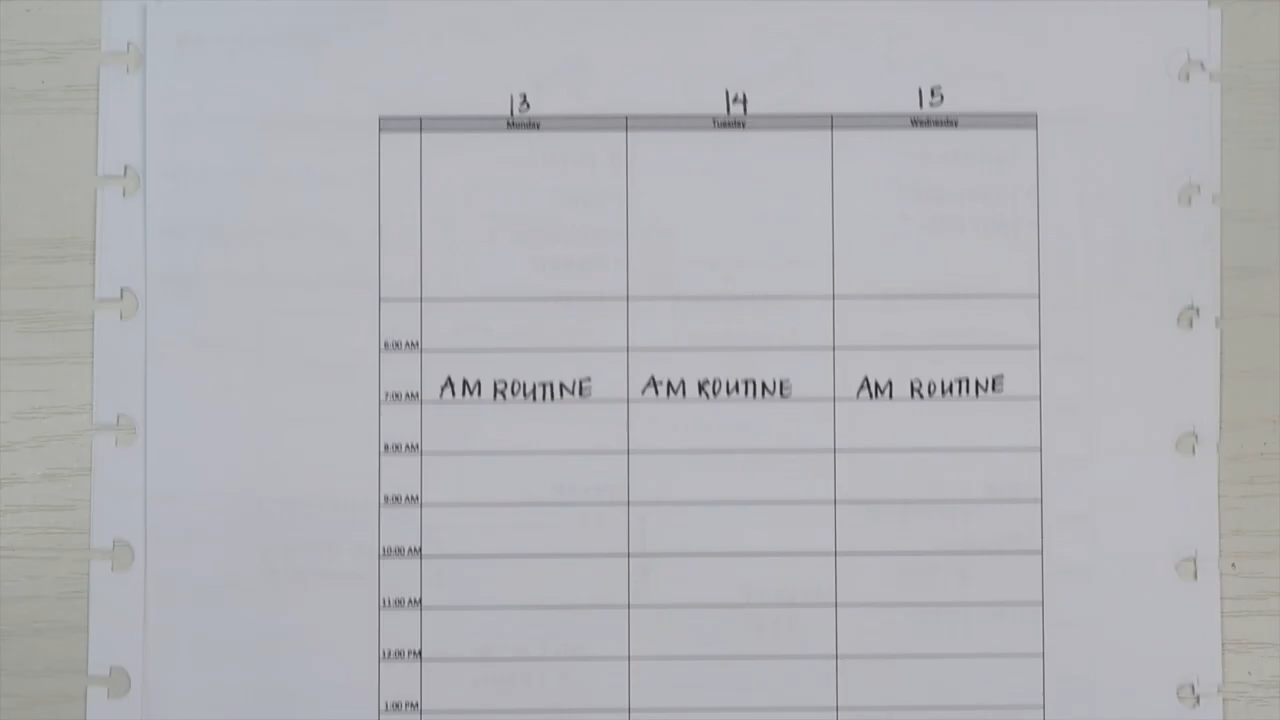 13 14 15
Monday Tuesday Wednesday
6:00 AM
7:00 AM AM ROUTINE AM ROUTINE AM ROUTINE
8:00 AM
9:00 AM
10:00 AM
11:00 AM
12:00 PM
1:00 PM